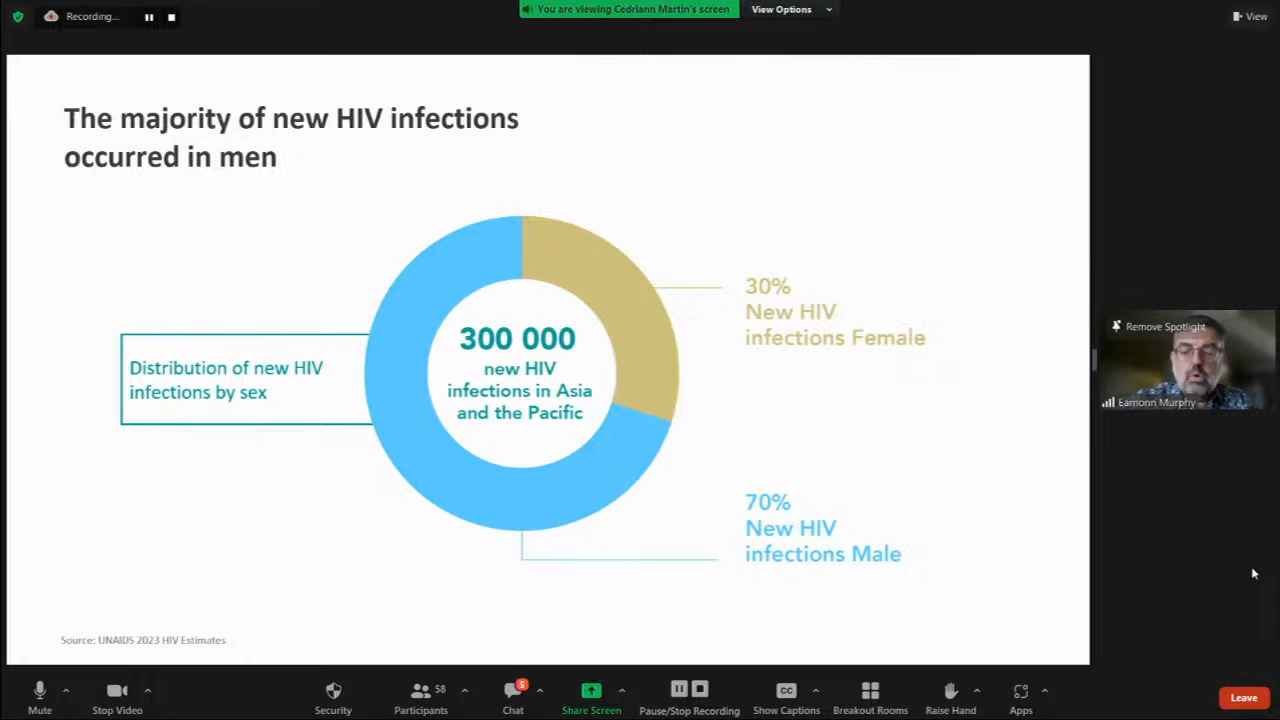 Recording...
You are viewing Cedriann Martin's screen
View Options
View
The majority of new HIV infections
occurred in men
30%
New HIV
infections Female
300 000
new HIV
infections in Asia
and the Pacific
Distribution of new HIV
infections by sex
70%
New HIV
infections Male
Source: UNAIDS 2023 HIV Estimates
Remove Spotlight
Eamonn Murphy
Mute
Stop Video
Security
58
Participants
5
Chat
Share Screen
Pause/Stop Recording
CC
Show Captions
Breakout Rooms
Raise Hand
Apps
Leave